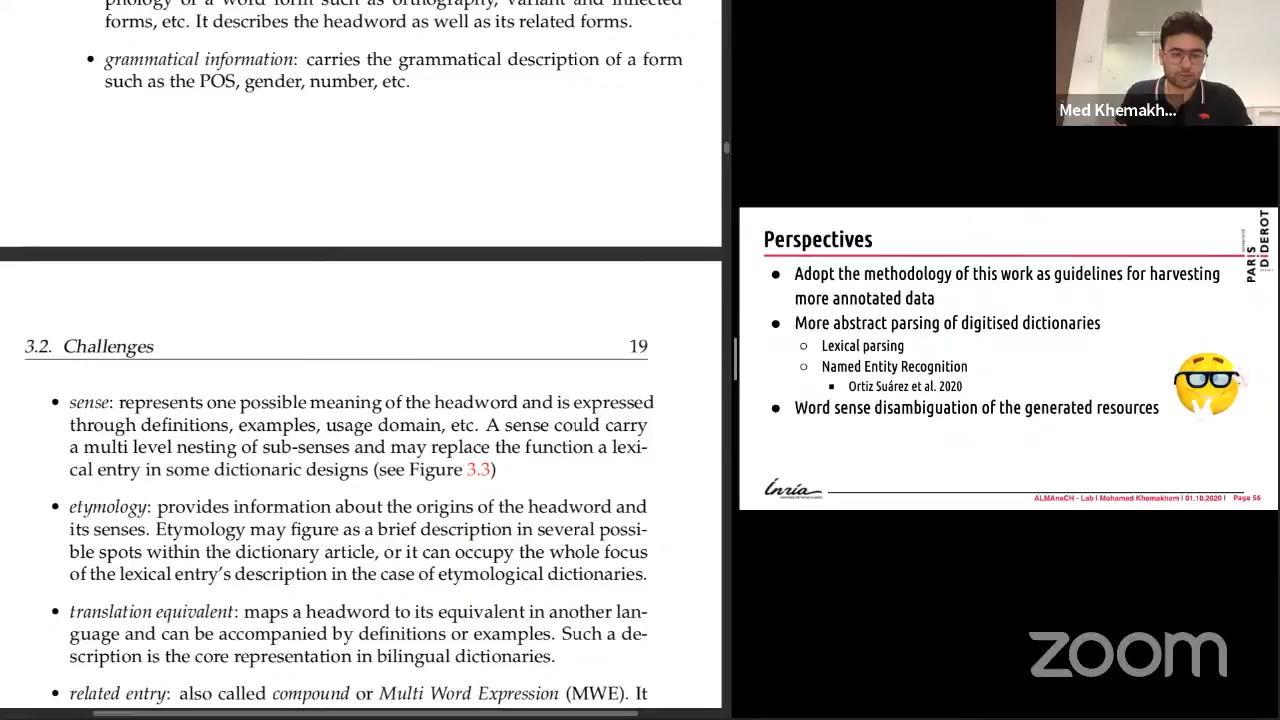 phology of a word form such as orthography, variant and inflected
forms, etc. It describes the headword as well as its related forms.
• grammatical information: carries the grammatical description of a form
such as the POS, gender, number, etc.
3.2. Challenges 19
• sense: represents one possible meaning of the headword and is expressed
through definitions, examples, usage domain, etc. A sense could carry
a multi level nesting of sub-senses and may replace the function a lexi-
cal entry in some dictionaric designs (see Figure 3.3)
• etymology: provides information about the origins of the headword and
its senses. Etymology may figure as a brief description in several possi-
ble spots within the dictionary article, or it can occupy the whole focus
of the lexical entry's description in the case of etymological dictionaries.
• translation equivalent: maps a headword to its equivalent in another lan-
guage and can be accompanied by definitions or examples. Such a de-
scription is the core representation in bilingual dictionaries.
• related entry: also called compound or Multi Word Expression (MWE). It
Med Khemakh...
Perspectives
PARIS
DIDEROT
● Adopt the methodology of this work as guidelines for harvesting
more annotated data
● More abstract parsing of digitised dictionaries
○ Lexical parsing
○ Named Entity Recognition
■ Ortiz Suárez et al. 2020
● Word sense disambiguation of the generated resources
Inria
ALMAnaCH - Lab | Mohamed Khemakhem | 01.10.2020 | Page 56
zoom